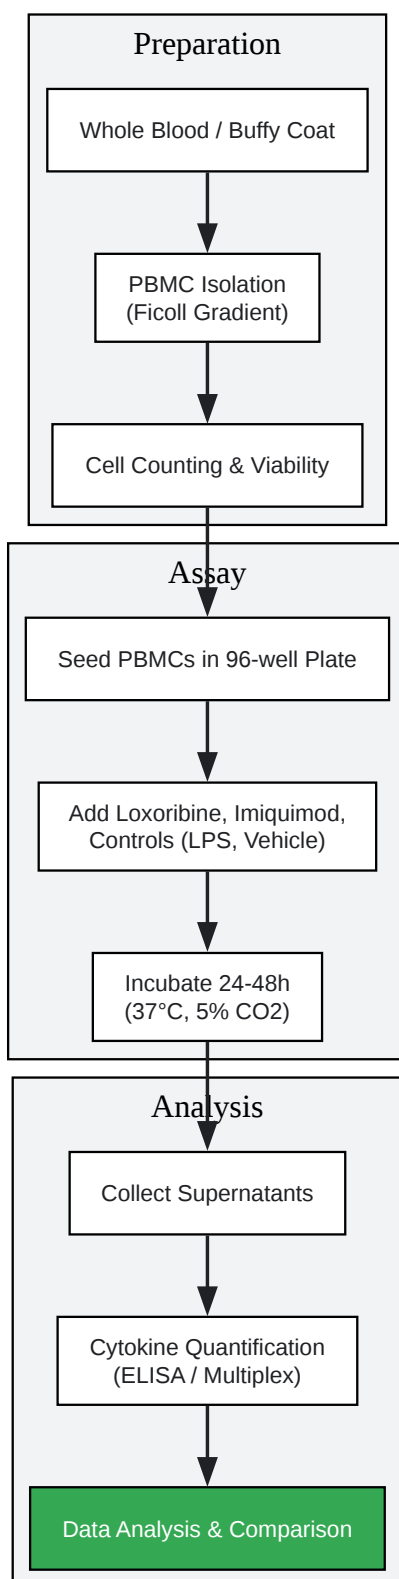 Preparation
Whole Blood / Buffy Coat
PBMC Isolation
(Ficoll Gradient)
Cell Counting & Viability
Assay
Seed PBMCs in 96-well Plate
Add Loxoribine, Imiquimod,
Controls (LPS, Vehicle)
Incubate 24-48h
(37°C, 5% CO2)
Analysis
Collect Supernatants
Cytokine Quantification
(ELISA / Multiplex)
Data Analysis & Comparison